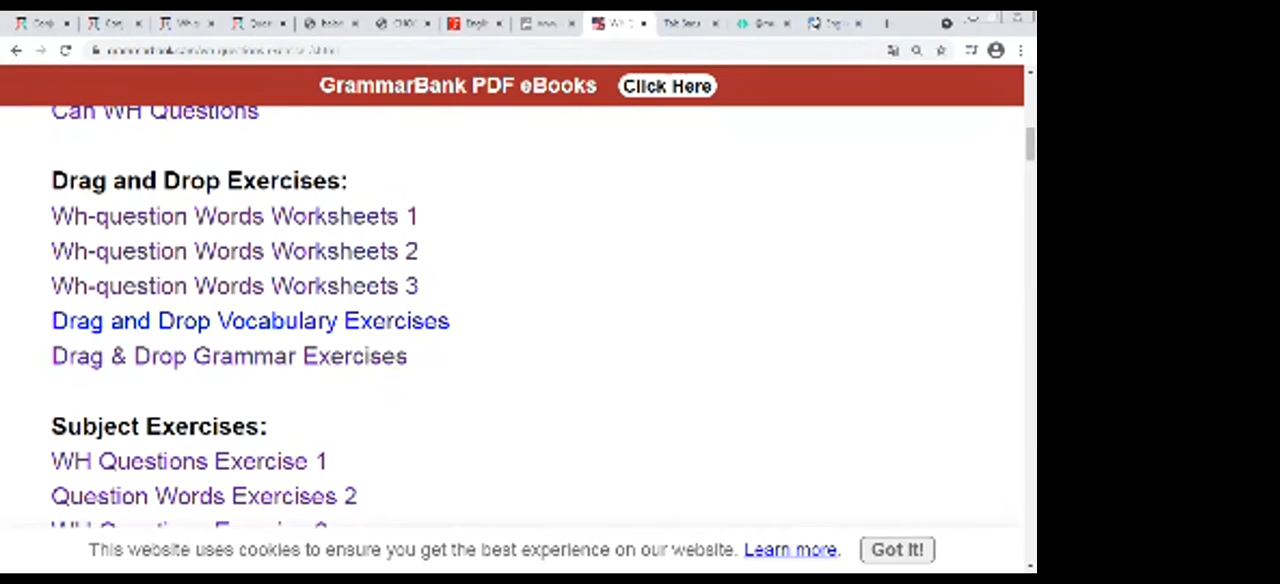 GrammarBank PDF eBooks Click Here
Can WH Questions
Drag and Drop Exercises:
Wh-question Words Worksheets 1
Wh-question Words Worksheets 2
Wh-question Words Worksheets 3
Drag and Drop Vocabulary Exercises
Drag & Drop Grammar Exercises
Subject Exercises:
WH Questions Exercise 1
Question Words Exercises 2
This website uses cookies to ensure you get the best experience on our website. Learn more. Got It!